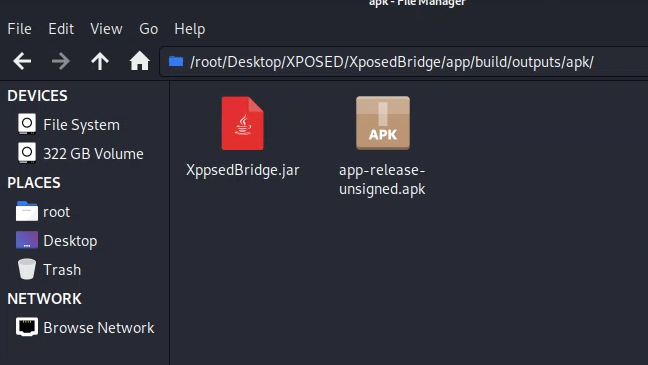 apk - File Manager
File Edit View Go Help
/root/Desktop/XPOSED/XposedBridge/app/build/outputs/apk/
DEVICES
File System
322 GB Volume
PLACES
root
Desktop
Trash
NETWORK
Browse Network
XppsedBridge.jar
APK
app-release-
unsigned.apk